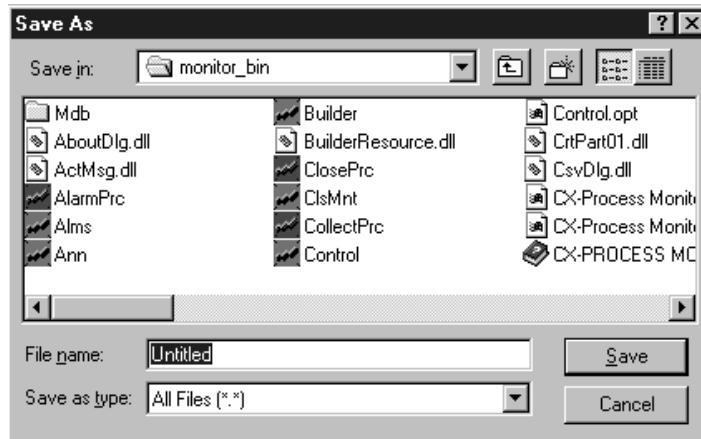 Save As
Save in: monitor_bin
Mdb Builder Control.opt
AboutDlg.dll BuilderResource.dll CrtPart01.dll
ActMsg.dll ClosePrc CsvDlg.dll
AlarmPrc ClsMnt CX-Process Monit
Alms CollectPrc CX-Process Monit
Ann Control CX-PROCESS MO
File name: Untitled Save
Save as type: All Files (*.*) Cancel